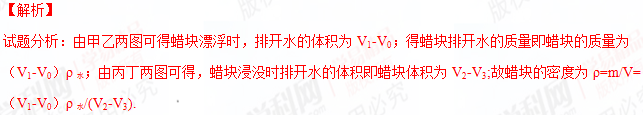 【解析】
试题分析：由甲乙两图可得蜡块漂浮时，排开水的体积为 V₁-V₀；得蜡块排开水的质量即蜡块的质量为
（V₁-V₀）ρ水；由丙丁两图可得，蜡块浸没时排开水的体积即蜡块体积为 V₂-V₃;故蜡块的密度为 ρ=m/V=
（V₁-V₀）ρ水/(V₂-V₃).